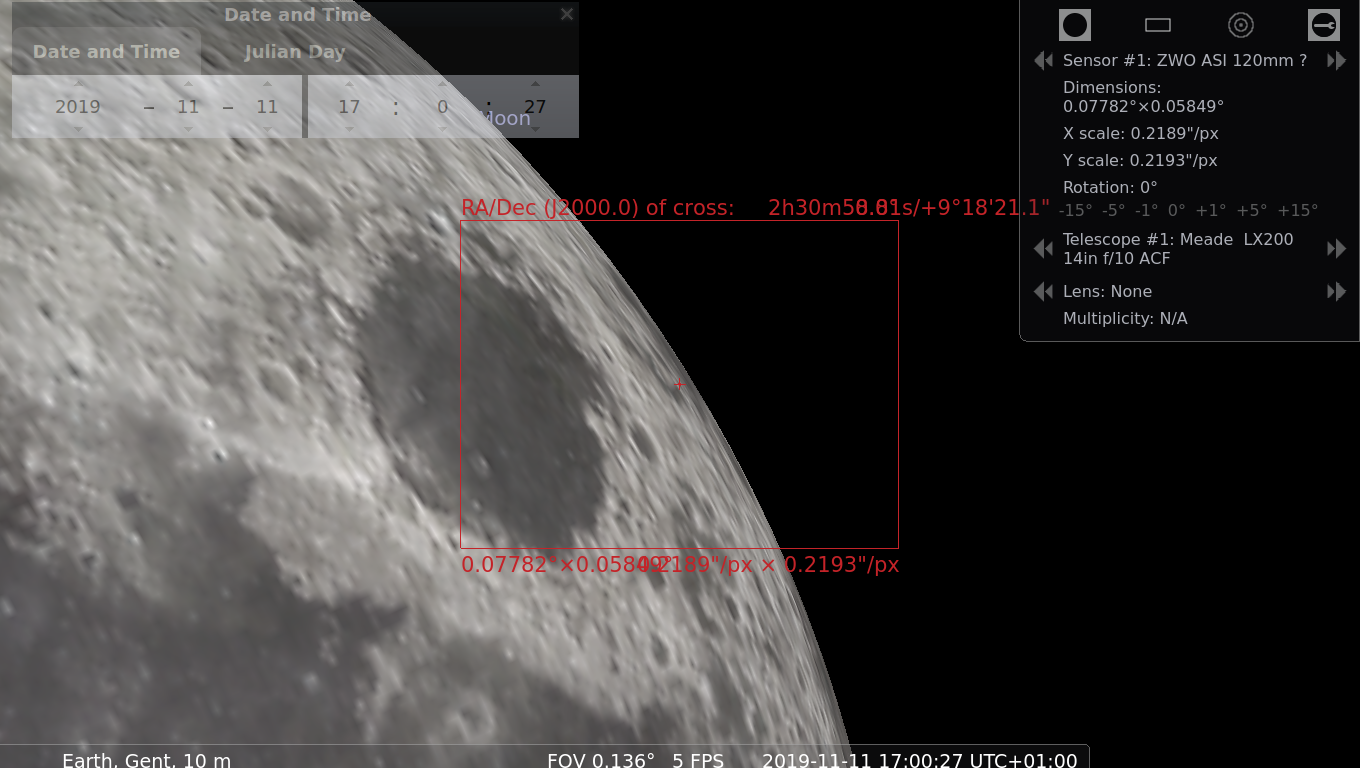 Date and Time
Date and Time Julian Day
2019 – 11 – 11 17 : 0 : 27
Moon
Sensor #1: ZWO ASI 120mm ?
Dimensions:
0.07782°×0.05849°
X scale: 0.2189"/px
Y scale: 0.2193"/px
Rotation: 0°
-15° -5° -1° 0° +1° +5° +15°
Telescope #1: Meade LX200
14in f/10 ACF
Lens: None
Multiplicity: N/A
RA/Dec (J2000.0) of cross: /+9°18'21.1"
0.07782°×0.05849° 0.2189"/px × 0.2193"/px
Earth, Gent, 10 m FOV 0.136° 5 FPS 2019-11-11 17:00:27 UTC+01:00